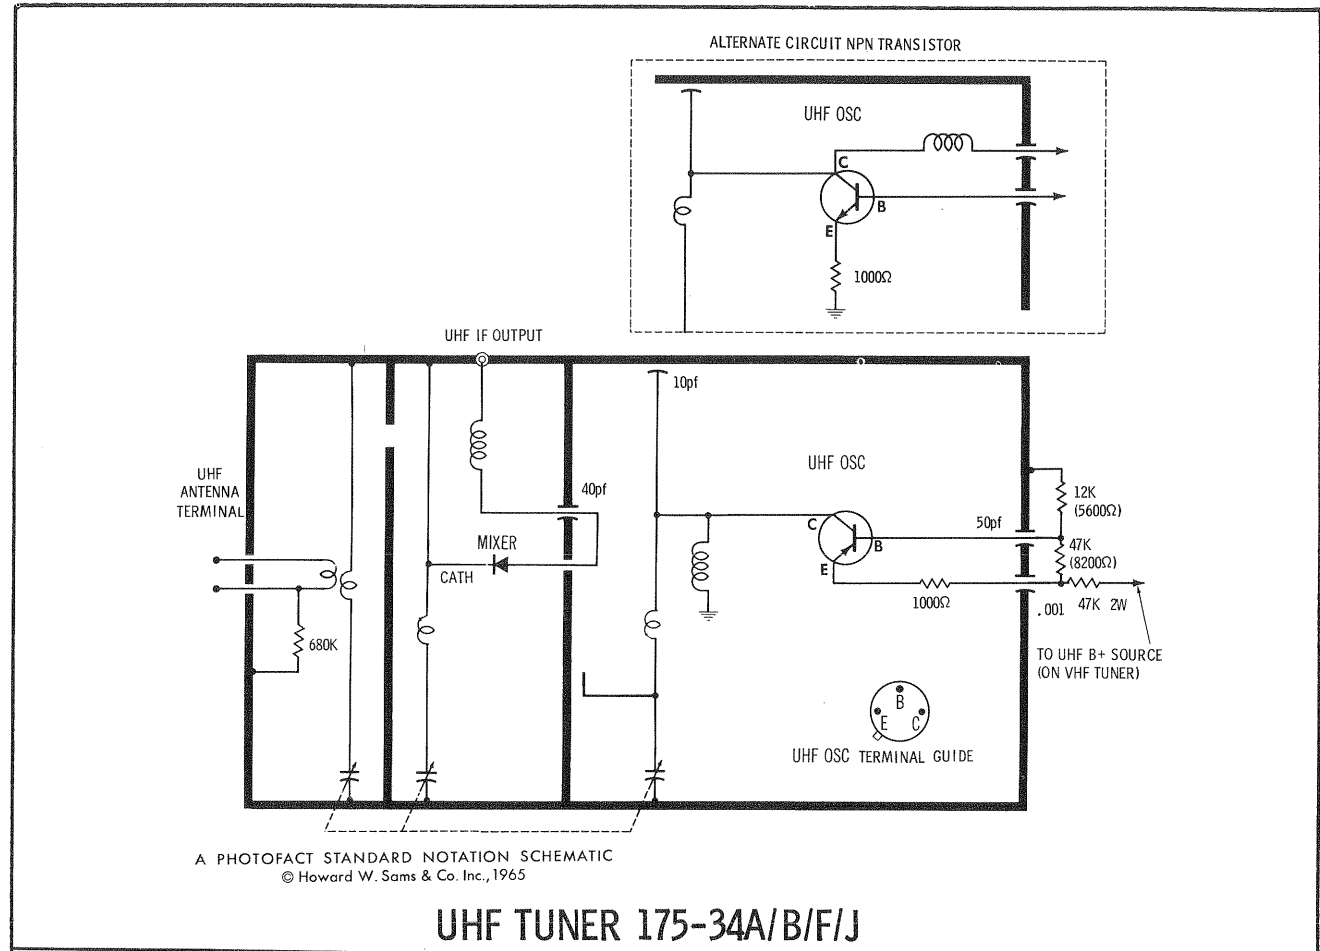 ALTERNATE CIRCUIT NPN TRANSISTOR
UHF OSC
C
B
E
1000Ω
UHF IF OUTPUT
10pf
UHF
ANTENNA
TERMINAL
40pf
UHF OSC
12K
(5600Ω)
50pf
C
B
E
MIXER
CATH
47K
(8200Ω)
1000Ω
.001
47K 2W
680K
TO UHF B+ SOURCE
(ON VHF TUNER)
B
E
C
UHF OSC TERMINAL GUIDE
A PHOTOFACT STANDARD NOTATION SCHEMATIC
© Howard W. Sams & Co. Inc., 1965
UHF TUNER 175-34A/B/F/J